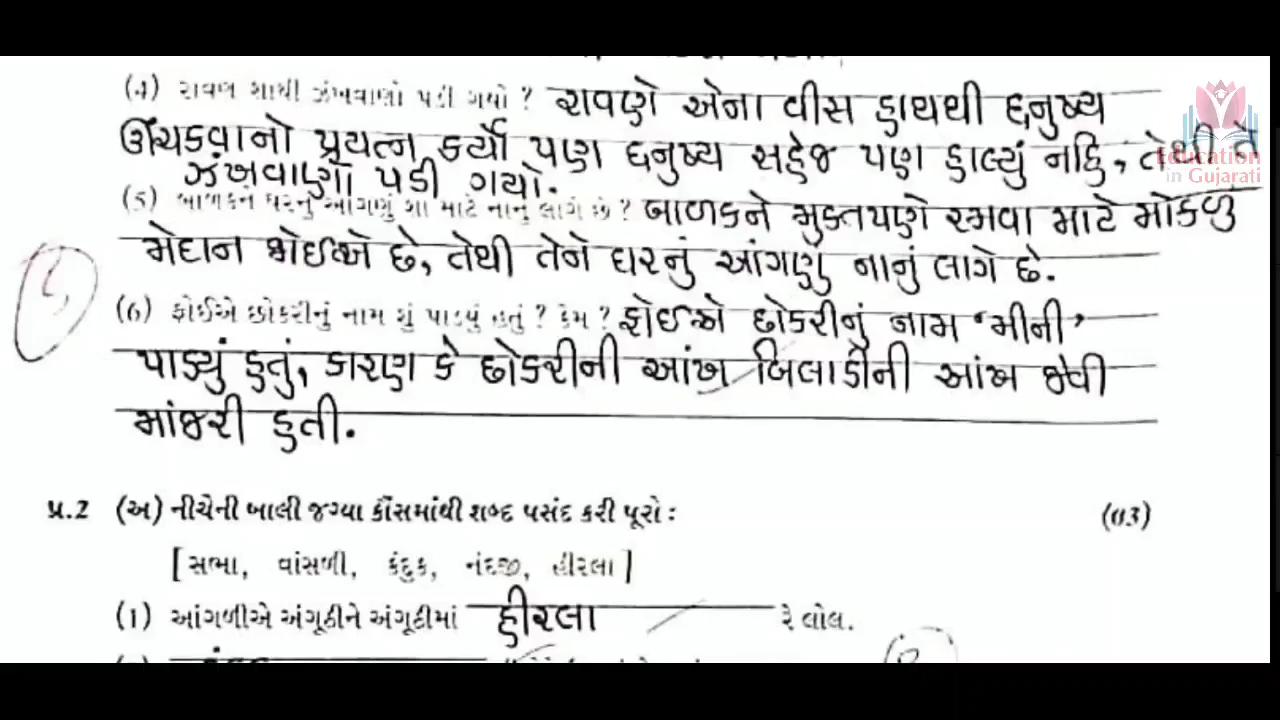 (4) રાવણ શાથી ઝંખવાણો પડી ગયો ? રાવણે એના વીસ હાથથી ધનુષ્ય
ઊંચકવાનો પ્રયત્ન કર્યો પણ ધનુષ્ય સહેજ પણ હાલ્યું નહિ, તેથી તે
ઝંખવાણો પડી ગયો.
(5) બાળકને ઘરનું આંગણું શા માટે નાનું લાગે છે ? બાળકને મુક્તપણે રમવા માટે મોકળું
મેદાન જોઈએ છે, તેથી તેને ઘરનું આંગણું નાનું લાગે છે.
(6) ફોઈએ છોકરીનું નામ શું પાડ્યું હતું ? કેમ ? ફોઈએ છોકરીનું નામ 'મીની'
પાડ્યું હતું, કારણ કે છોકરીની આંખ બિલાડીની આંખ જેવી
માંજરી હતી.
પ્ર.2 (અ) નીચેની ખાલી જગ્યા કૌંસમાંથી શબ્દ પસંદ કરી પૂરો : (03)
[સભા, વાંસળી, કંદુક, નંદજી, હીરલા]
(1) આંગળીએ અંગૂઠીને અંગૂઠીમાં હીરલા રે લોલ.
Education
in Gujarati